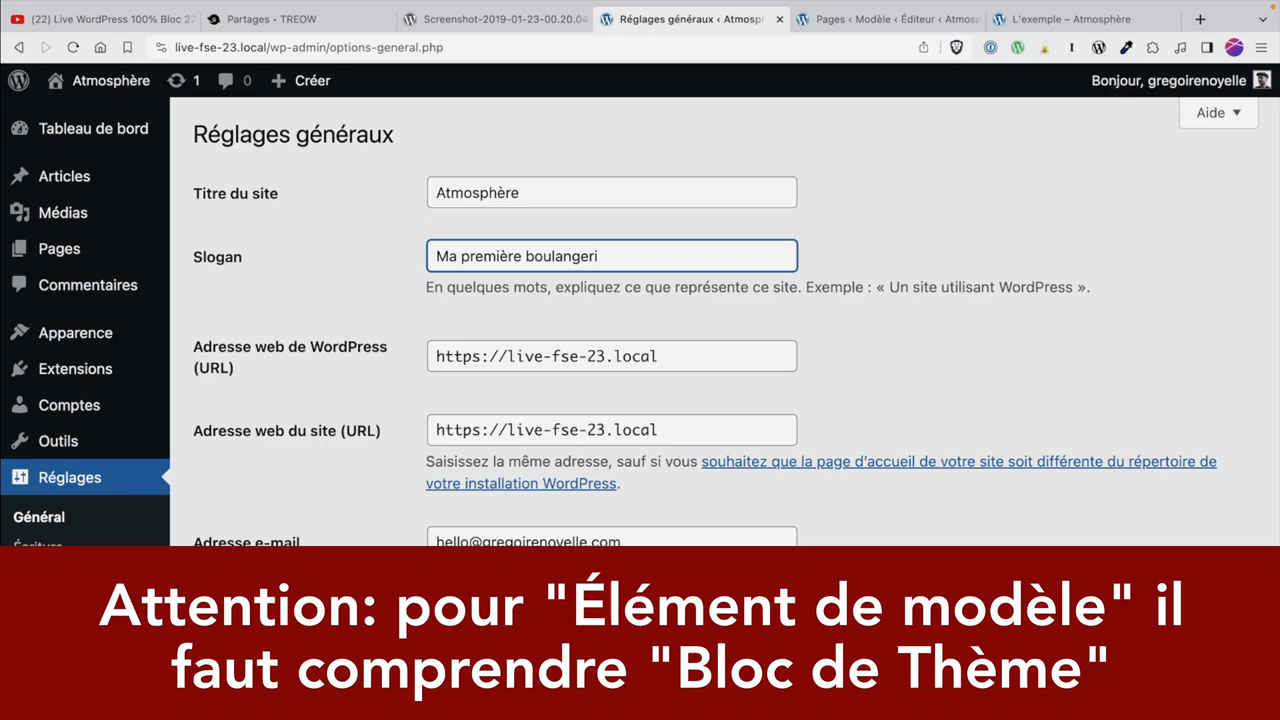 (22) Live WordPress 100% Bloc 27
Partages · TREOW
Screenshot-2019-01-23-00.20.04
Réglages généraux ‹ Atmosph
Pages ‹ Modèle ‹ Éditeur ‹ Atmos
L'exemple – Atmosphère
live-fse-23.local/wp-admin/options-general.php
Atmosphère
1
0
Créer
Bonjour, gregoirenoyelle
Aide
Tableau de bord
Articles
Médias
Pages
Commentaires
Apparence
Extensions
Comptes
Outils
Réglages
Général
Écriture
Réglages généraux
Titre du site
Atmosphère
Slogan
Ma première boulangeri
En quelques mots, expliquez ce que représente ce site. Exemple : « Un site utilisant WordPress ».
Adresse web de WordPress
(URL)
https://live-fse-23.local
Adresse web du site (URL)
https://live-fse-23.local
Saisissez la même adresse, sauf si vous souhaitez que la page d’accueil de votre site soit différente du répertoire de
votre installation WordPress.
Adresse e-mail
hello@gregoirenoyelle.com
Attention: pour "Élément de modèle" il
faut comprendre "Bloc de Thème"